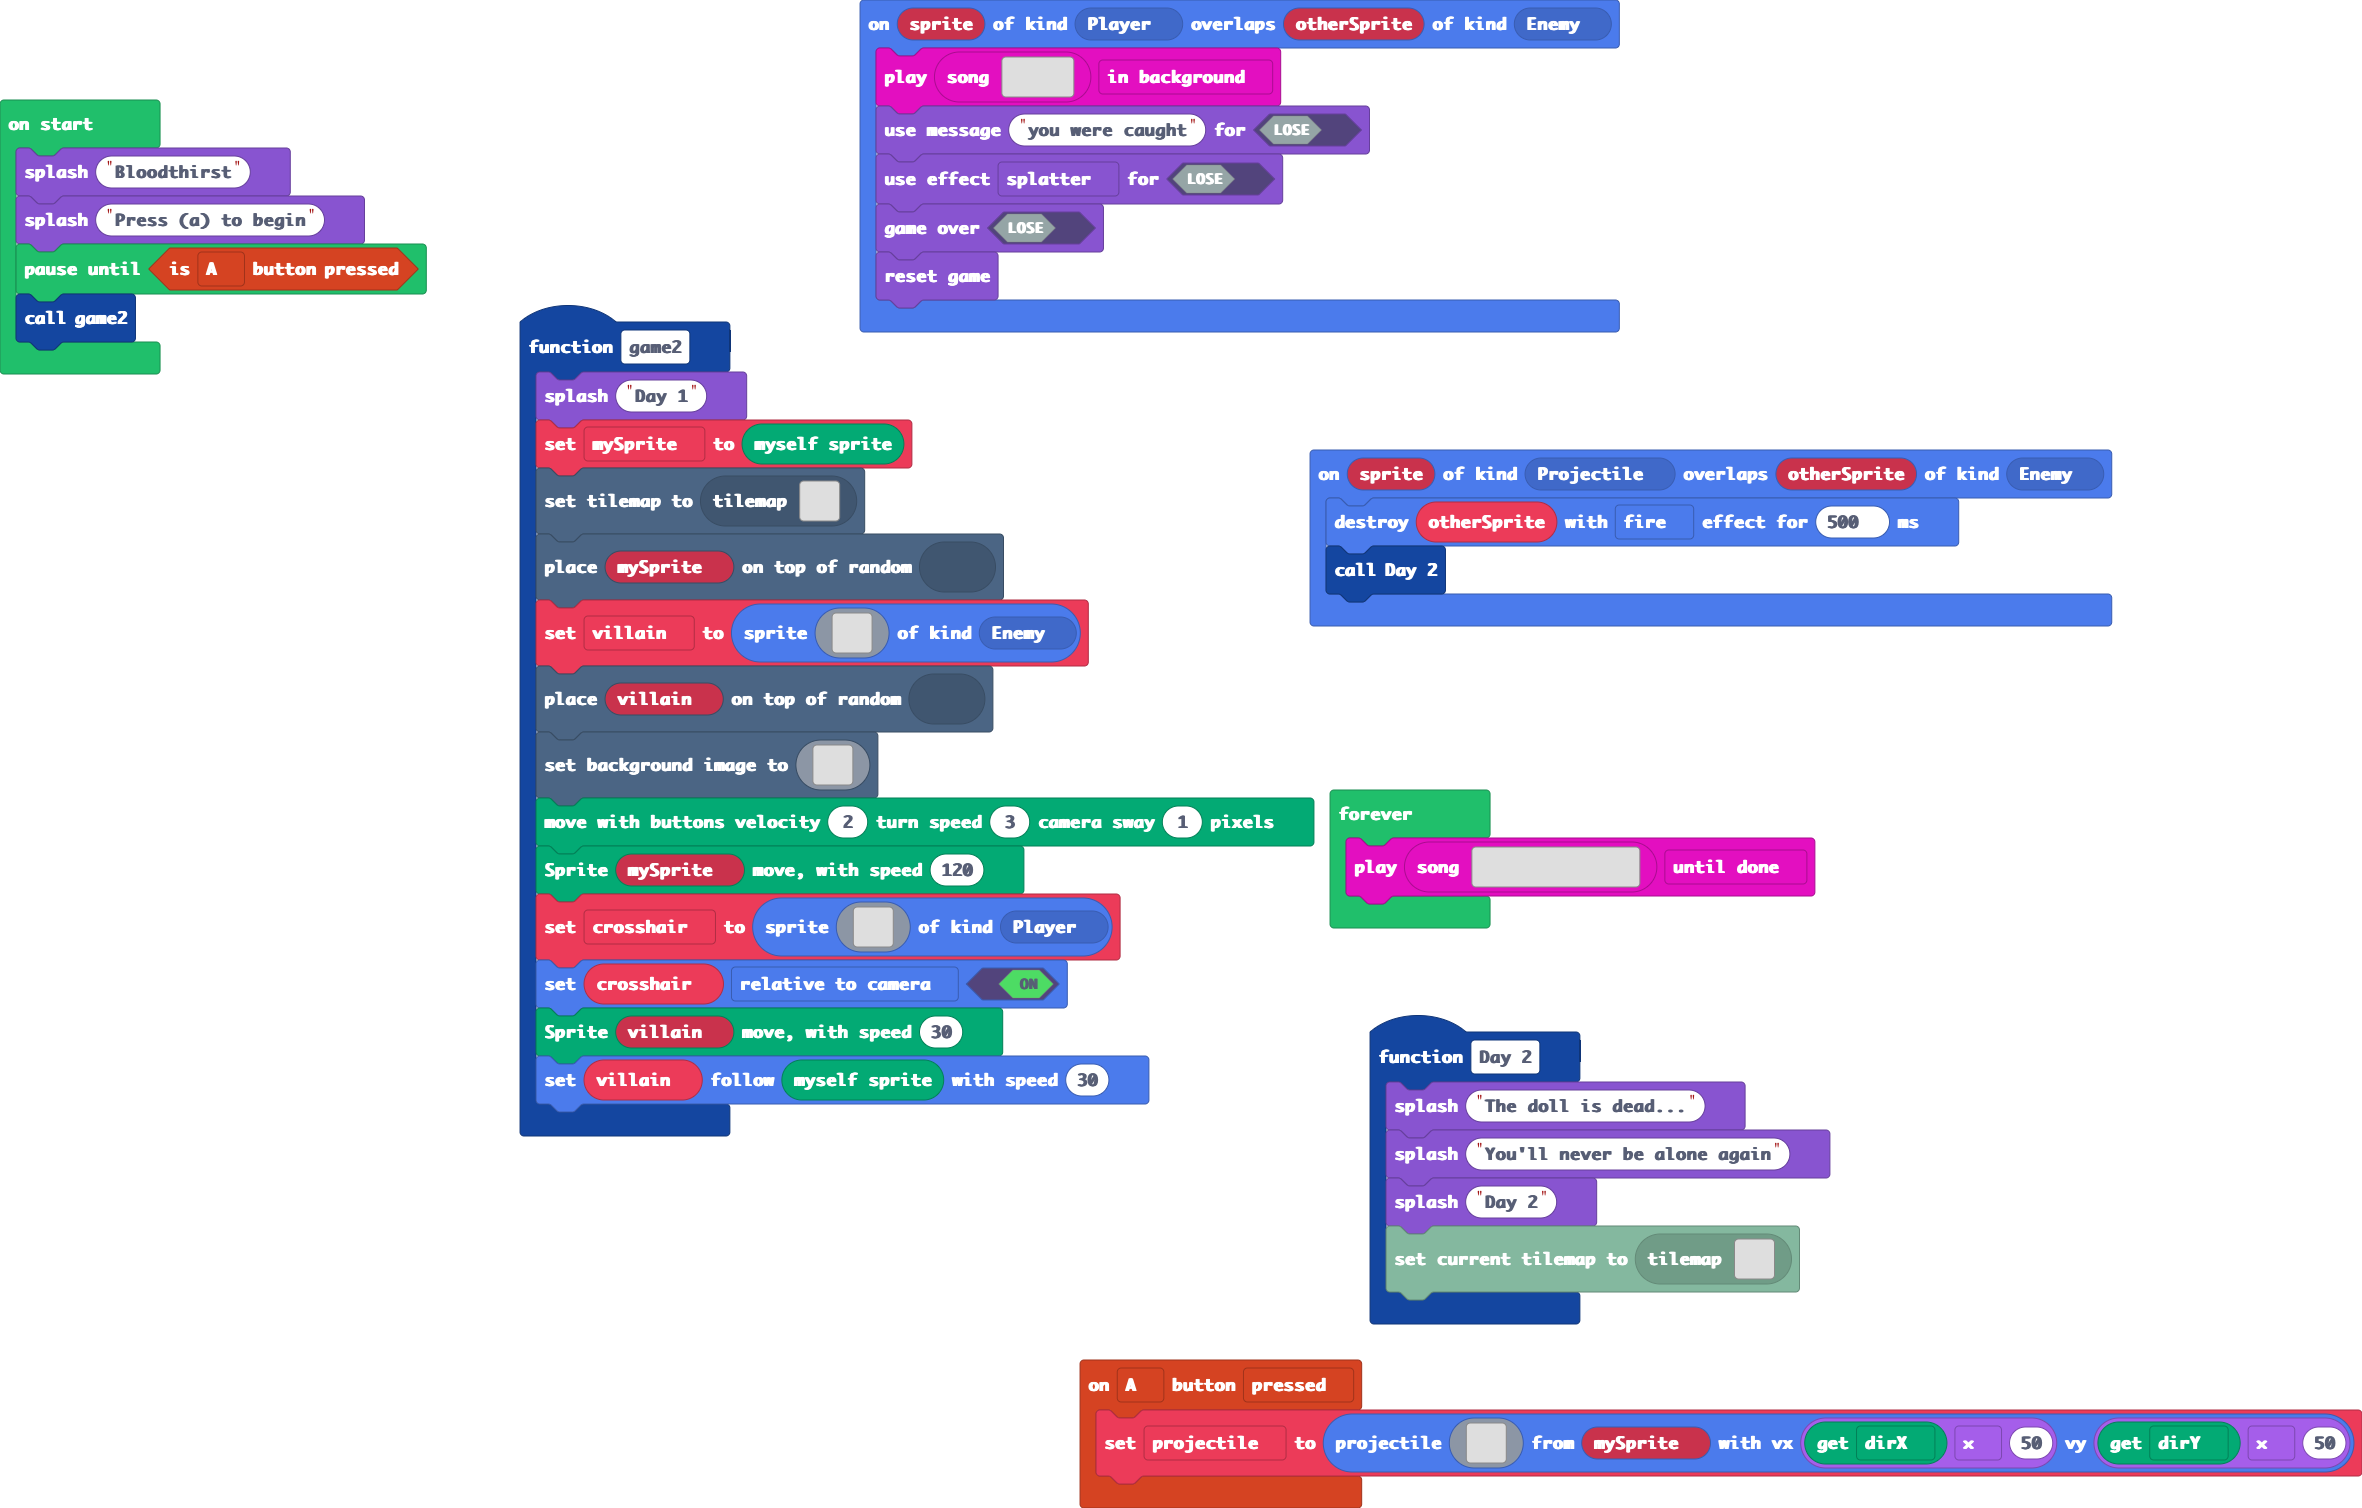 on start
splash "Bloodthirst"
splash "Press (a) to begin"
pause until is A button pressed
call game2
on sprite of kind Player overlaps otherSprite of kind Enemy
play song in background
use message "you were caught" for LOSE
use effect splatter for LOSE
game over LOSE
reset game
function game2
splash "Day 1"
set mySprite to myself sprite
set tilemap to tilemap
place mySprite on top of random
set villain to sprite of kind Enemy
place villain on top of random
set background image to
move with buttons velocity 2 turn speed 3 camera sway 1 pixels
Sprite mySprite move, with speed 120
set crosshair to sprite of kind Player
set crosshair relative to camera ON
Sprite villain move, with speed 30
set villain follow myself sprite with speed 30
on sprite of kind Projectile overlaps otherSprite of kind Enemy
destroy otherSprite with fire effect for 500 ms
call Day 2
forever
play song until done
function Day 2
splash "The doll is dead..."
splash "You'll never be alone again"
splash "Day 2"
set current tilemap to tilemap
on A button pressed
set projectile to projectile from mySprite with vx get dirX x 50 vy get dirY x 50